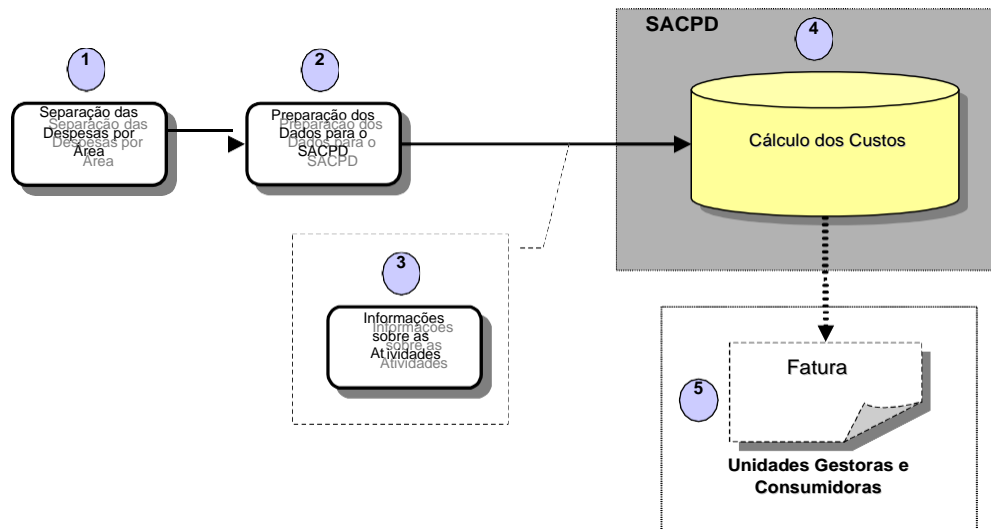 SACPD
1
2
4
Separação das
Despesas por
Área
Preparação dos
Dados para o
SACPD
Cálculo dos Custos
3
Informações
sobre as
Atividades
5
Fatura
Unidades Gestoras e
Consumidoras